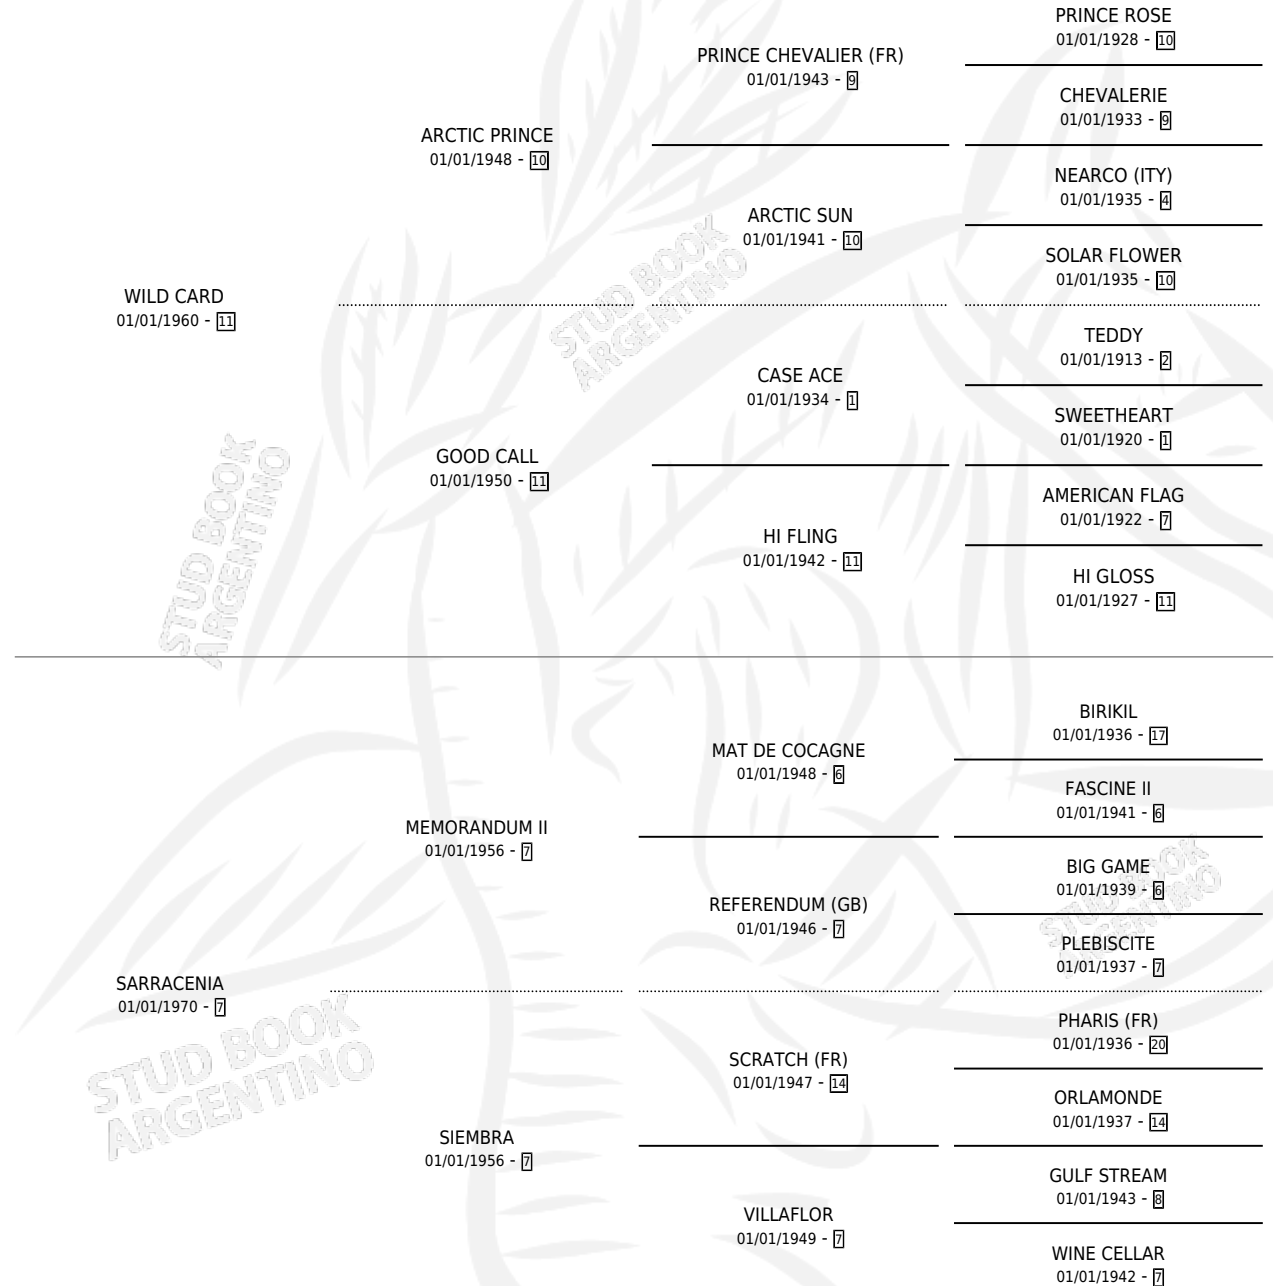 PRINCE ROSE
01/01/1928 - 10
PRINCE CHEVALIER (FR)
01/01/1943 - 9
CHEVALERIE
01/01/1933 - 9
ARCTIC PRINCE
01/01/1948 - 10
NEARCO (ITY)
01/01/1935 - 4
ARCTIC SUN
01/01/1941 - 10
SOLAR FLOWER
01/01/1935 - 10
WILD CARD
01/01/1960 - 11
STUD BOOK
ARGENTINO
TEDDY
01/01/1913 - 2
CASE ACE
01/01/1934 - 1
SWEETHEART
01/01/1920 - 1
GOOD CALL
01/01/1950 - 11
AMERICAN FLAG
01/01/1922 - 7
HI FLING
01/01/1942 - 11
HI GLOSS
01/01/1927 - 11
STUD BOOK
ARGENTINO
BIRIKIL
01/01/1936 - 17
MAT DE COCAGNE
01/01/1948 - 6
FASCINE II
01/01/1941 - 6
MEMORANDUM II
01/01/1956 - 7
BIG GAME
01/01/1939 - 6
REFERENDUM (GB)
01/01/1946 - 7
PLEBISCITE
01/01/1937 - 7
STUD BOOK
ARGENTINO
SARRACENIA
01/01/1970 - 7
PHARIS (FR)
01/01/1936 - 20
SCRATCH (FR)
01/01/1947 - 14
ORLAMONDE
01/01/1937 - 14
STUD BOOK
ARGENTINO
SIEMBRA
01/01/1956 - 7
GULF STREAM
01/01/1943 - 8
VILLAFLOR
01/01/1949 - 7
WINE CELLAR
01/01/1942 - 7